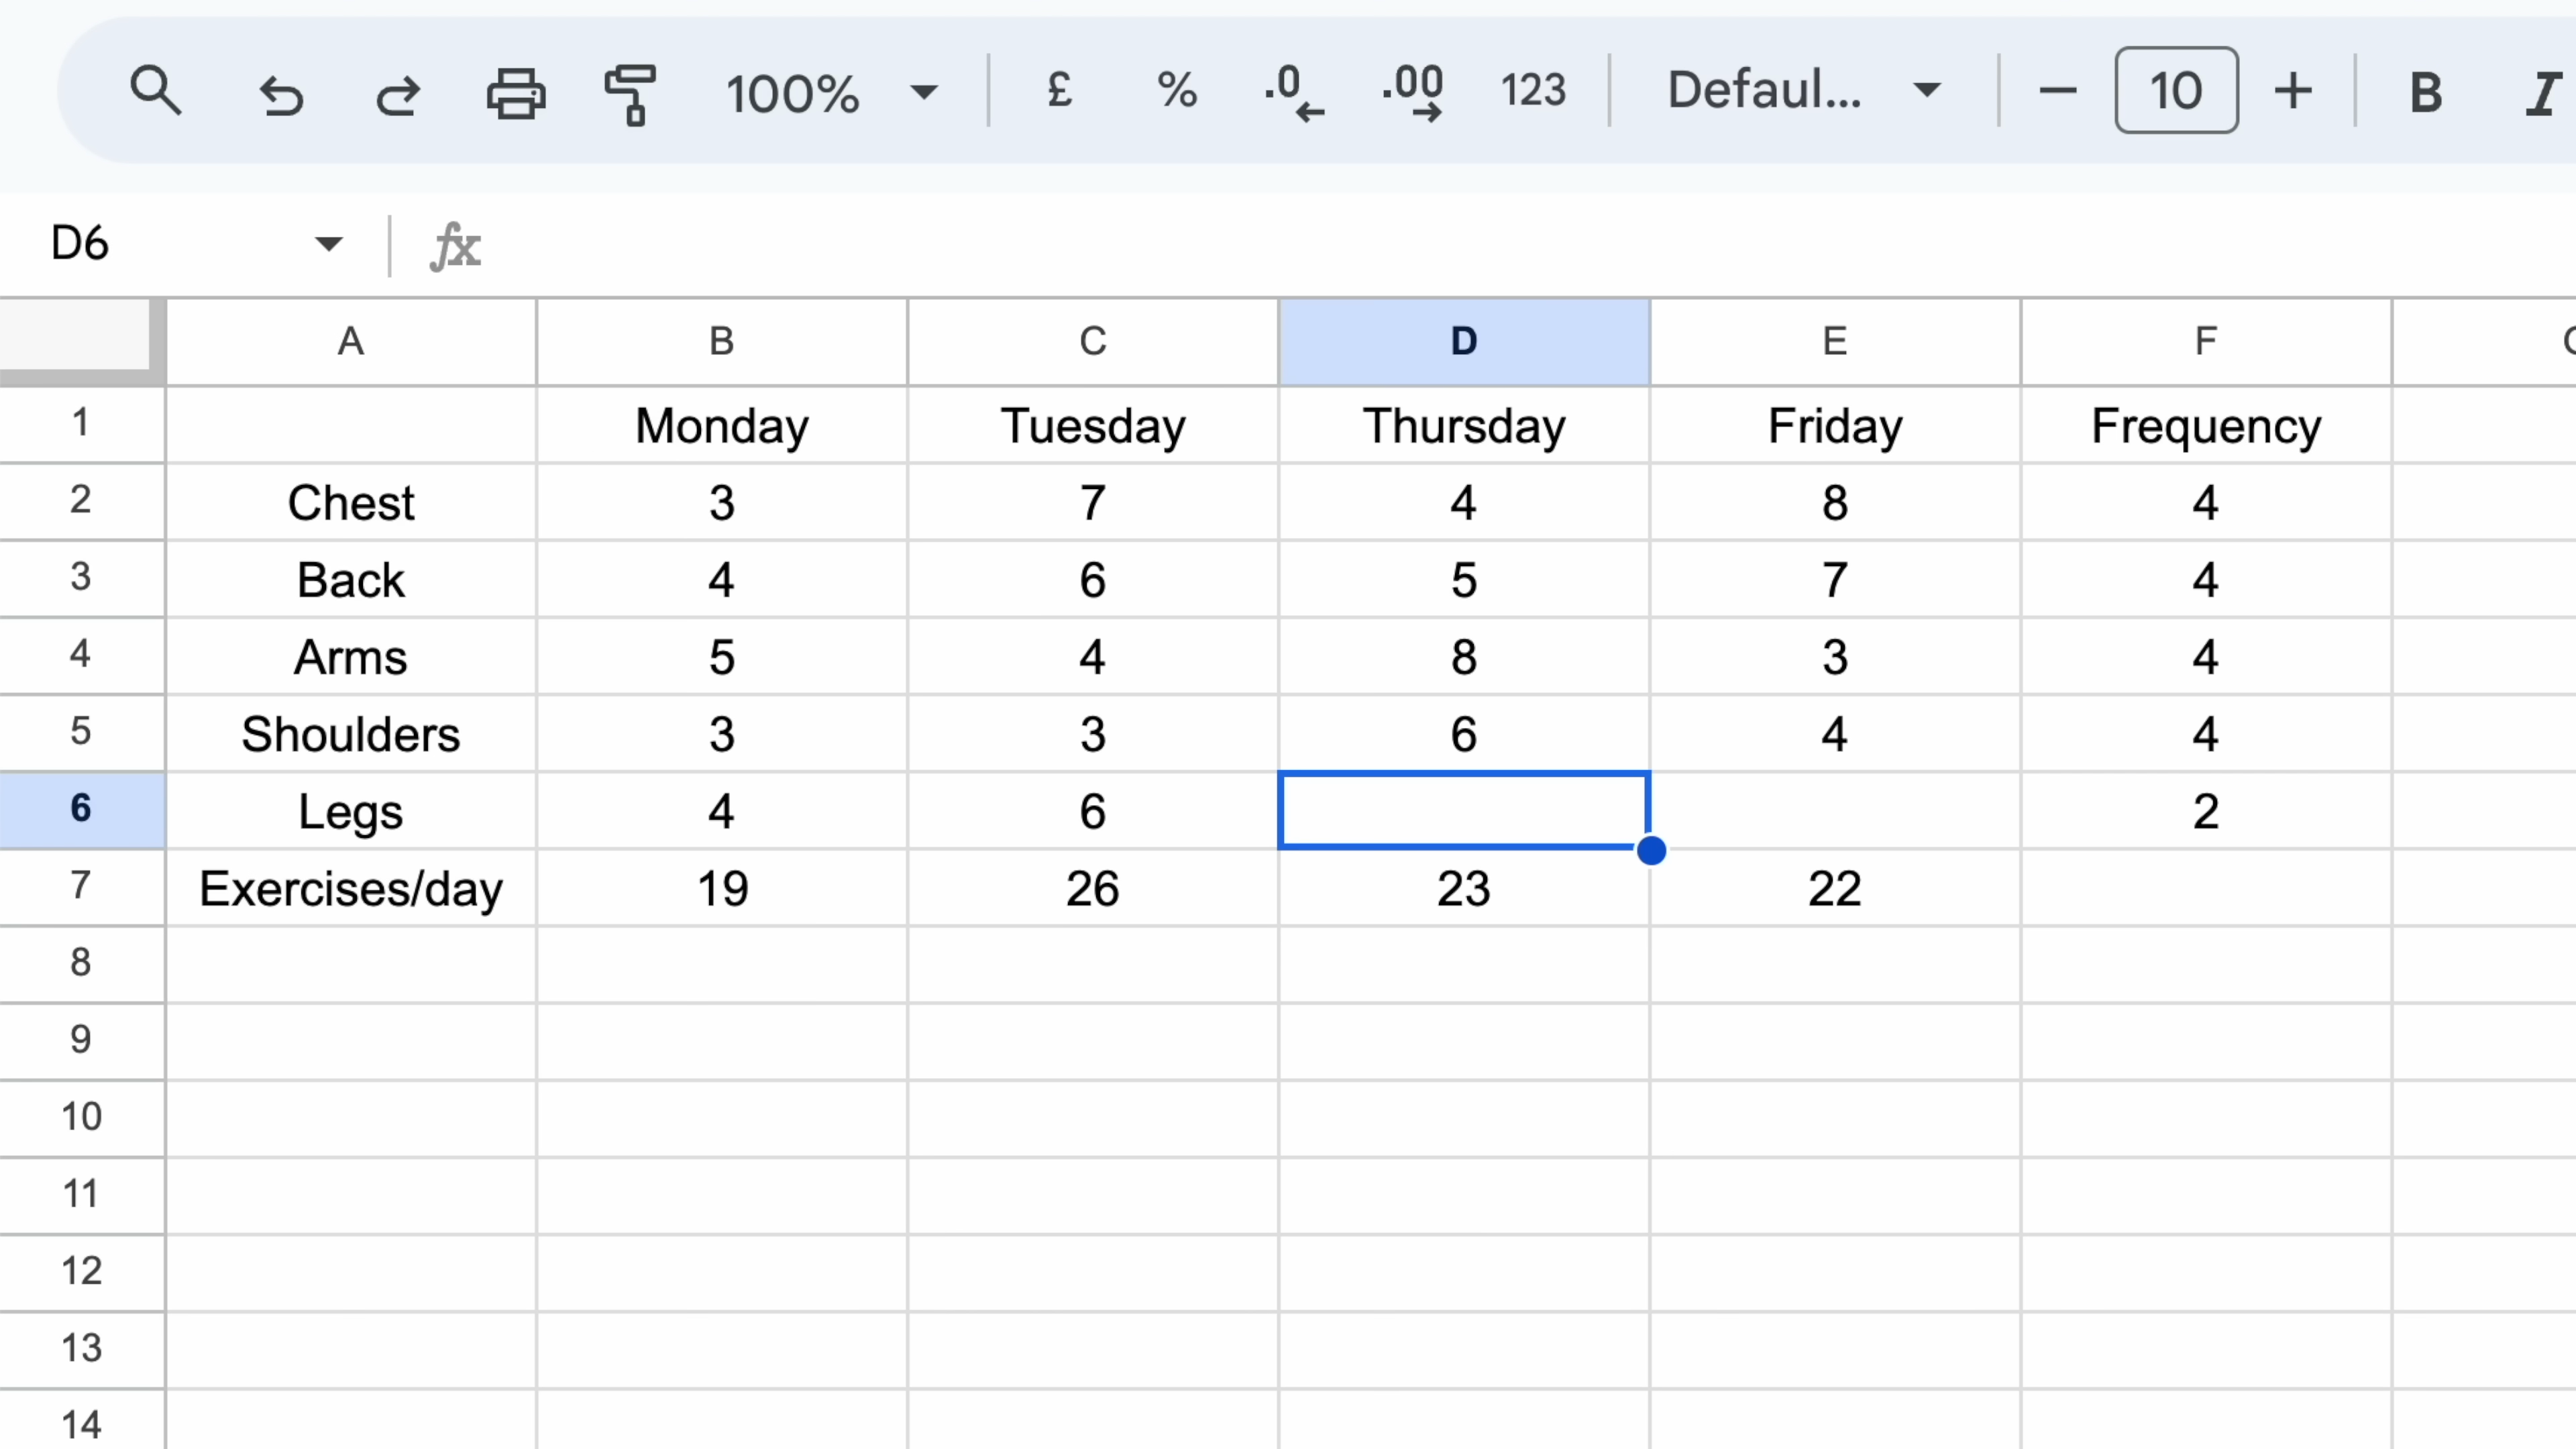 100% £ % .0 .00 123 Defaul... − 10 + B I
D6 fx
A B C D E F
1 Monday Tuesday Thursday Friday Frequency
2 Chest 3 7 4 8 4
3 Back 4 6 5 7 4
4 Arms 5 4 8 3 4
5 Shoulders 3 3 6 4 4
6 Legs 4 6 2
7 Exercises/day 19 26 23 22
8
9
10
11
12
13
14